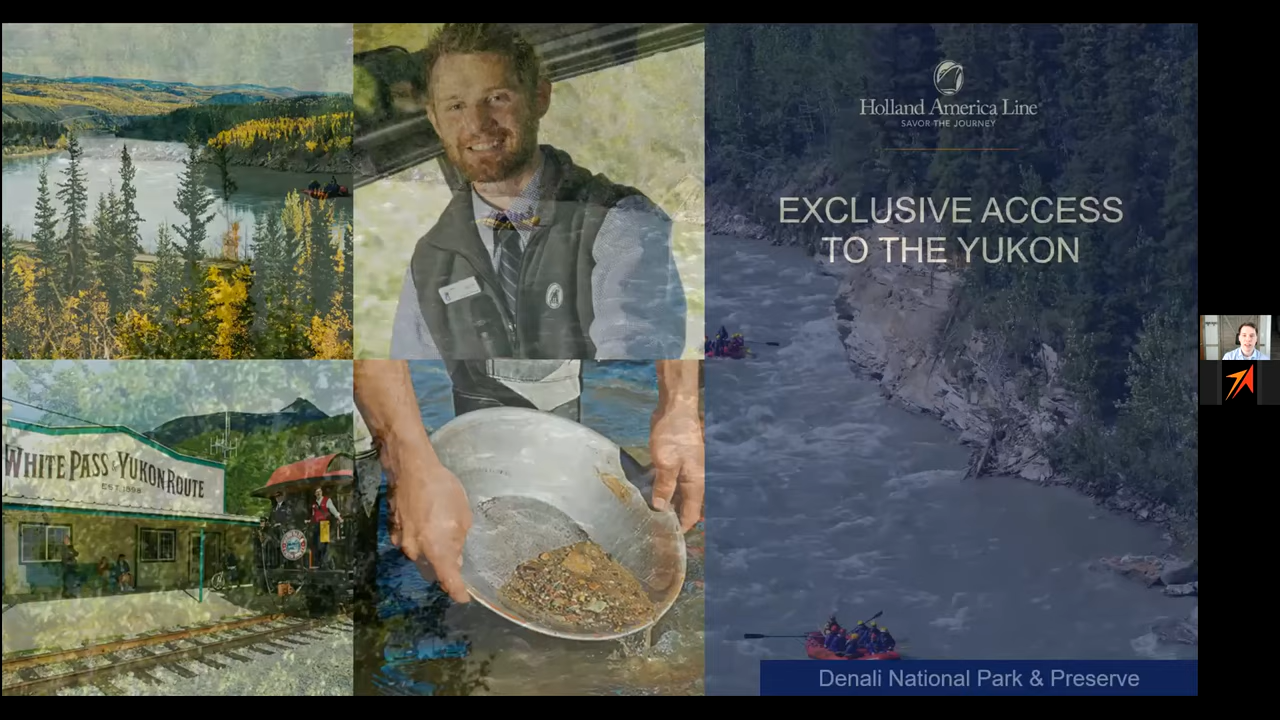 Holland America Line
SAVOR THE JOURNEY
EXCLUSIVE ACCESS
TO THE YUKON
WHITE PASS & YUKON ROUTE
EST. 1898
Denali National Park & Preserve